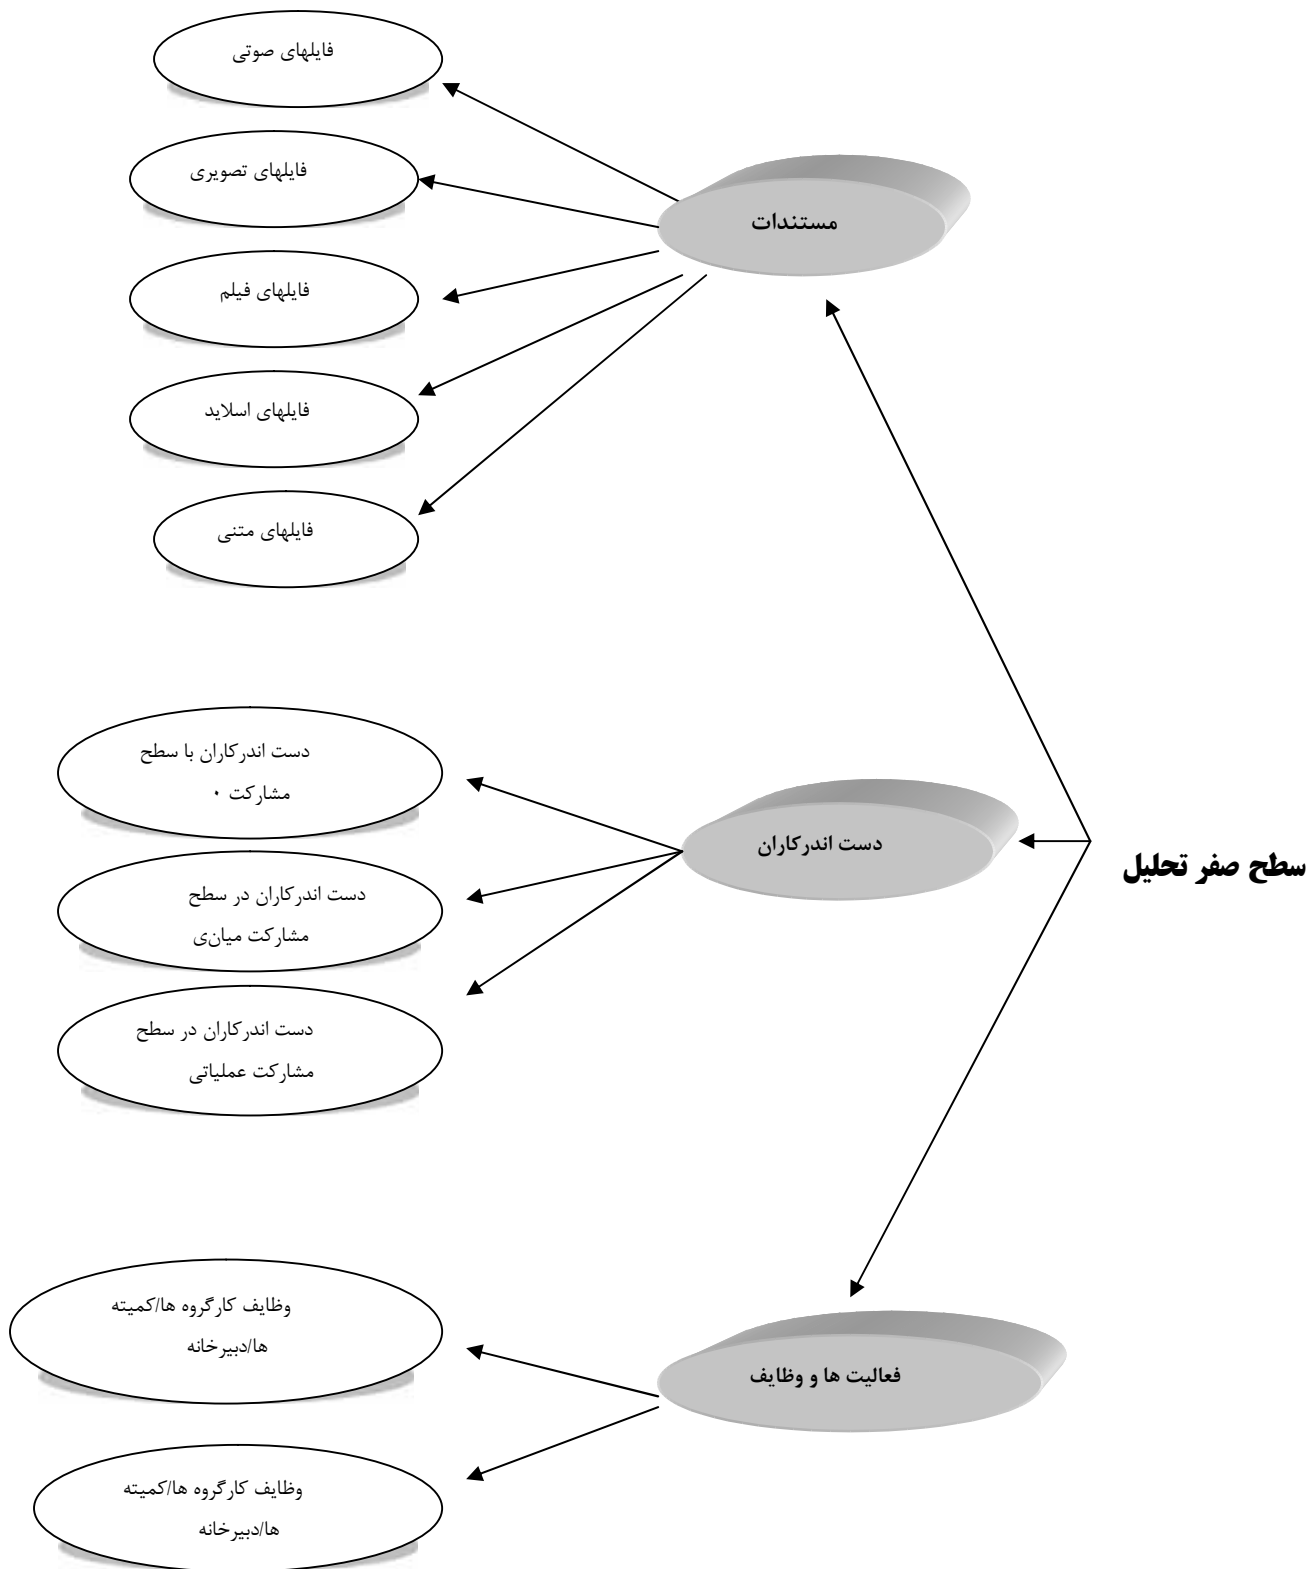 فایلهای صوتی
فایلهای تصویری
فایلهای فیلم
فایلهای اسلاید
فایلهای متنی
مستندات
دست اندرکاران با سطح
مشارکت ۰
دست اندرکاران در سطح
مشارکت میان‌ی
دست اندرکاران در سطح
مشارکت عملیاتی
دست اندرکاران
سطح صفر تحلیل
وظایف کارگروه ها/کمیته
ها/دبیرخانه
وظایف کارگروه ها/کمیته
ها/دبیرخانه
فعالیت ها و وظایف